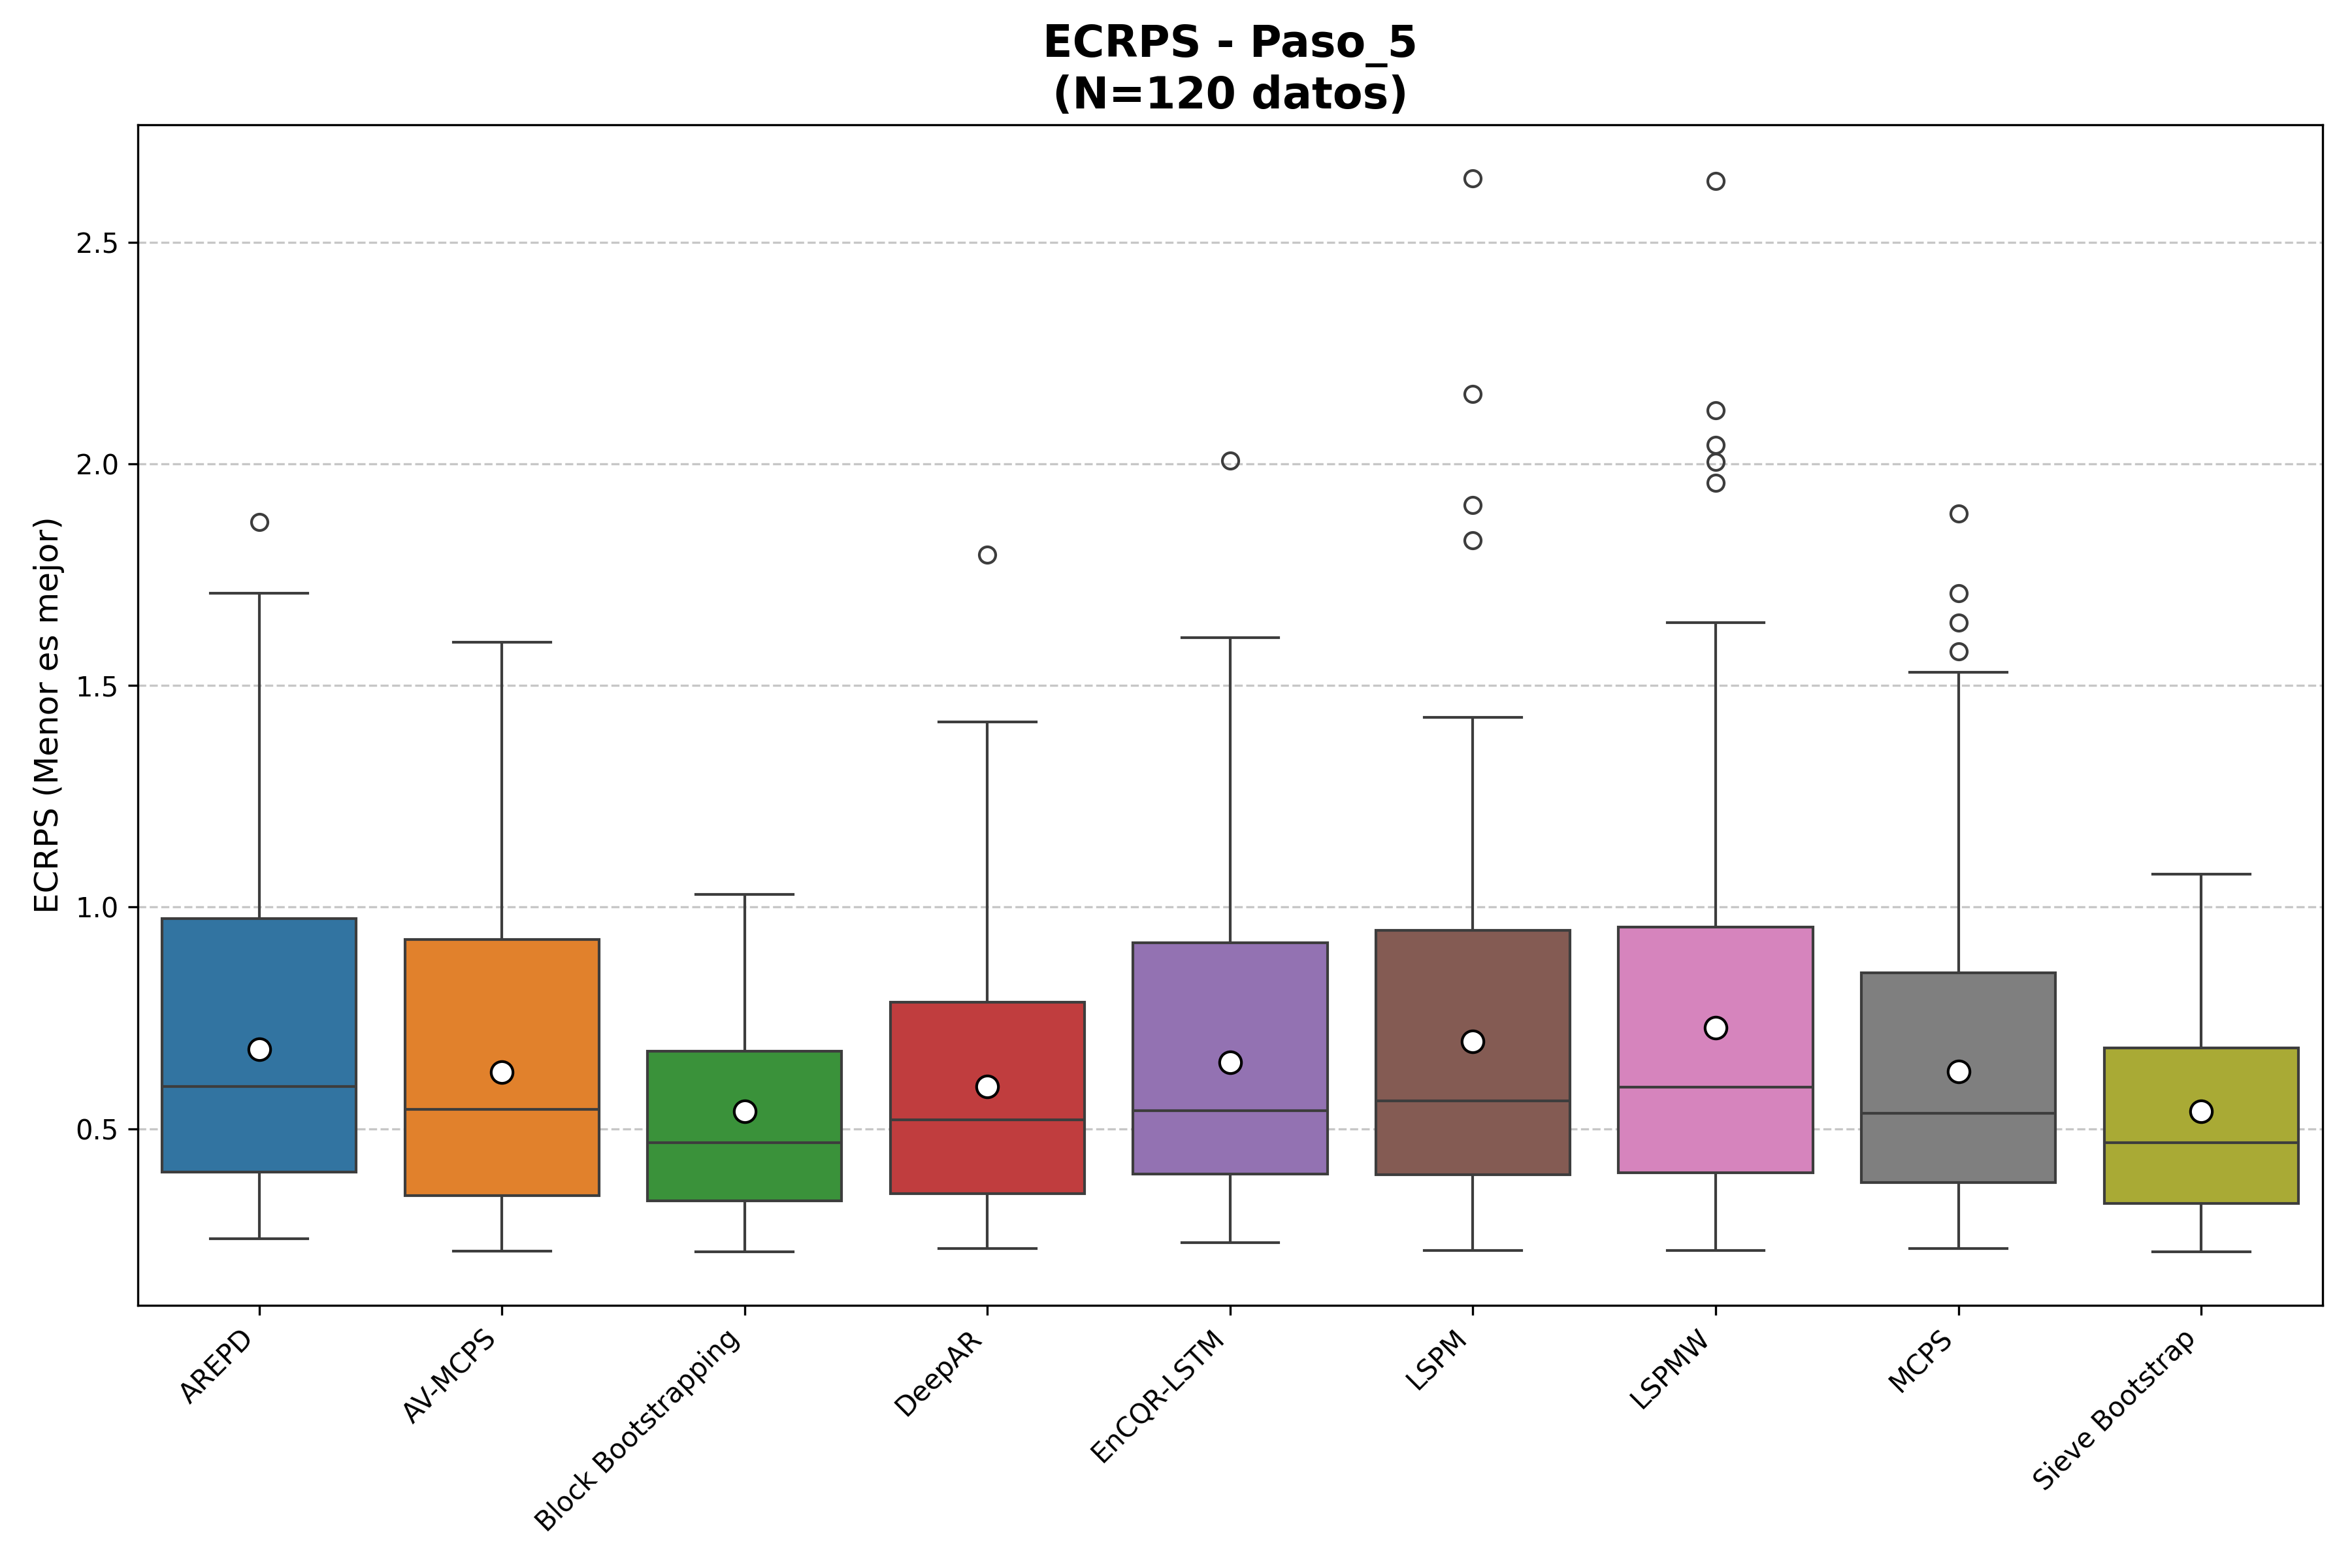 ECRPS - Paso_5
(N=120 datos)
ECRPS (Menor es mejor)
2.5
2.0
1.5
1.0
0.5
AREPD
AV-MCPS
Block Bootstrapping
DeepAR
EnCQR-LSTM
LSPM
LSPMW
MCPS
Sieve Bootstrap